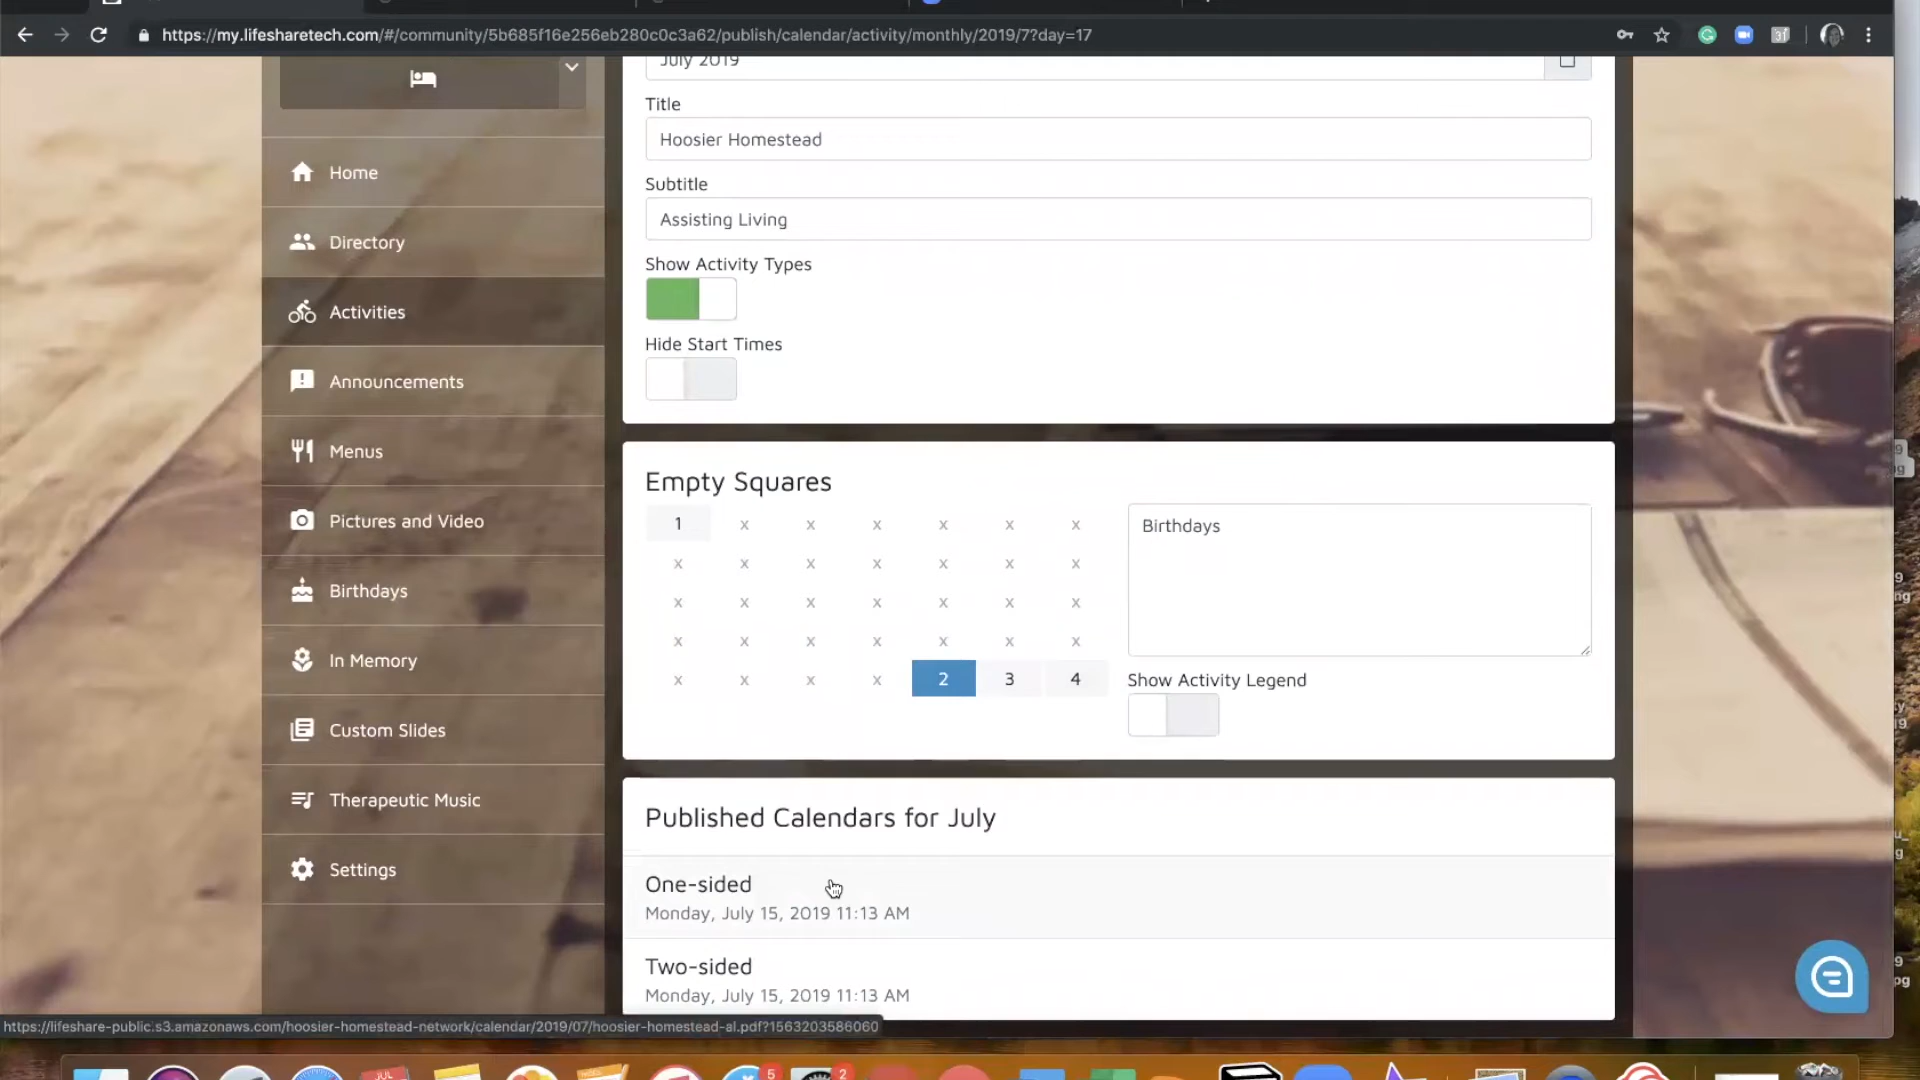 https://my.lifesharetech.com/#/community/5b685f16e256eb280c0c3a62/publish/calendar/activity/monthly/2019/7?day=17
July 2019
Title
Hoosier Homestead
Subtitle
Assisting Living
Show Activity Types
Hide Start Times
Home
Directory
Activities
Announcements
Menus
Pictures and Video
Birthdays
In Memory
Custom Slides
Therapeutic Music
Settings
Empty Squares
1 x x x x x x
x x x x x x x
x x x x x x x
x x x x x x x
x x x x 2 3 4
Birthdays
Show Activity Legend
Published Calendars for July
One-sided
Monday, July 15, 2019 11:13 AM
Two-sided
Monday, July 15, 2019 11:13 AM
https://lifeshare-public.s3.amazonaws.com/hoosier-homestead-network/calendar/2019/07/hoosier-homestead-al.pdf?1563203586060
JUL
5
2